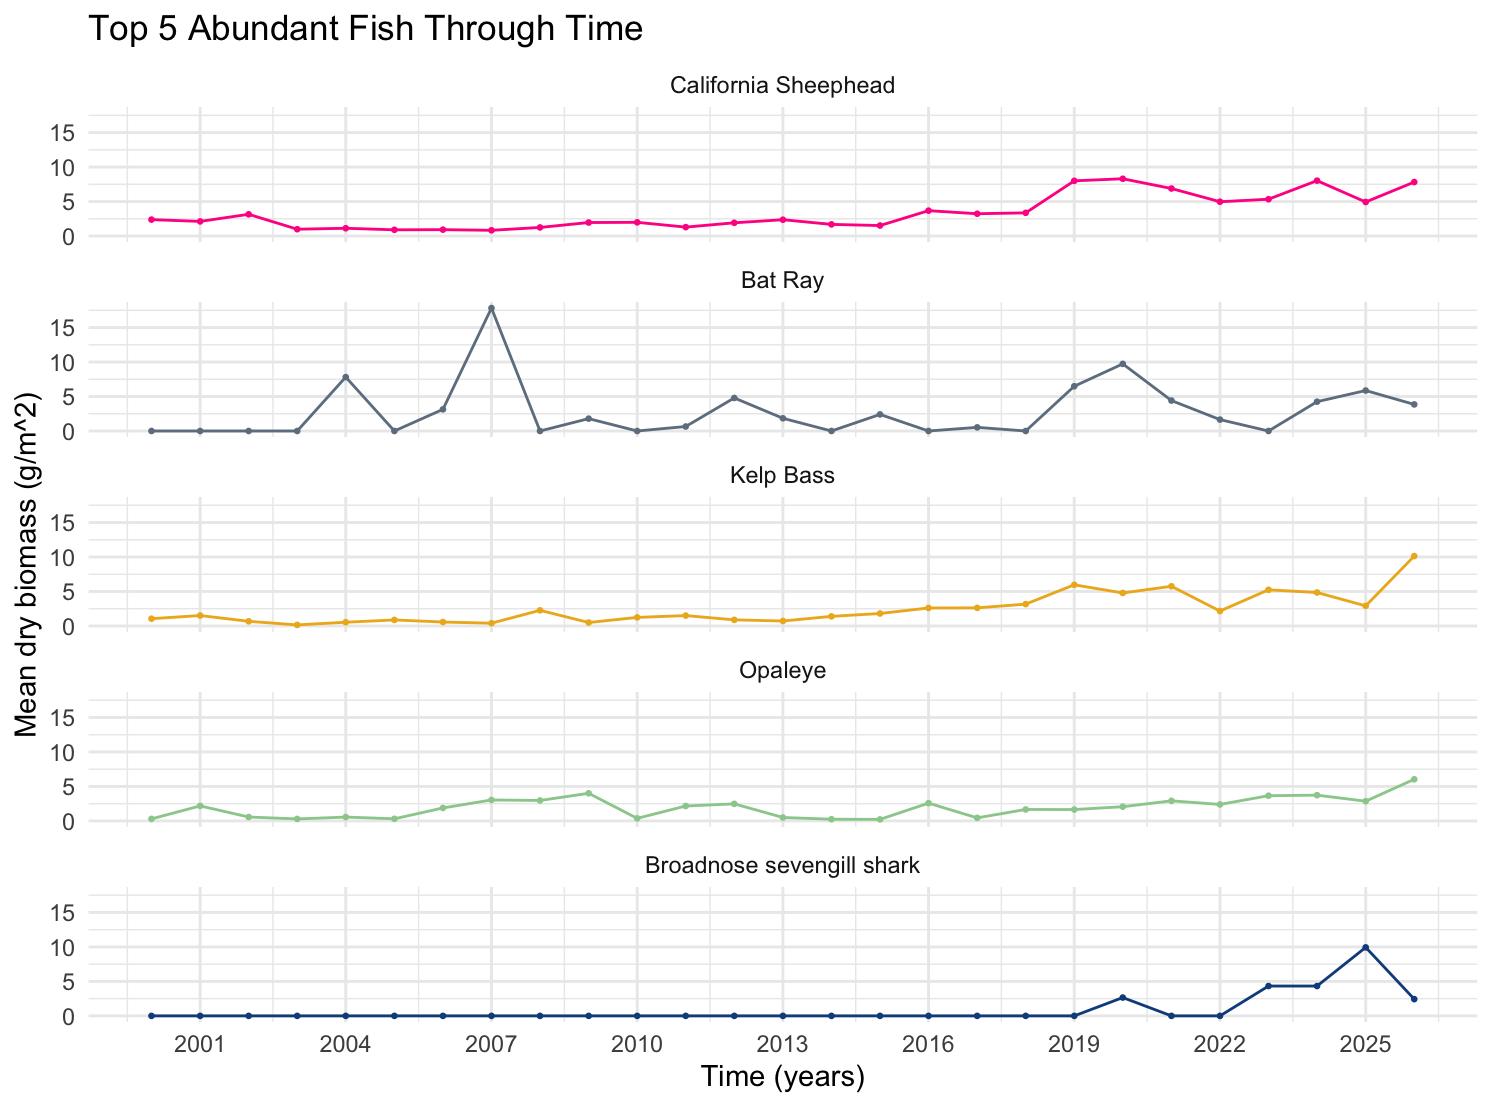 Top 5 Abundant Fish Through Time
California Sheephead
15
10
5
0
Bat Ray
15
10
5
0
Kelp Bass
15
10
5
0
Opaleye
15
10
5
0
Broadnose sevengill shark
15
10
5
0
Mean dry biomass (g/m^2)
2001 2004 2007 2010 2013 2016 2019 2022 2025
Time (years)